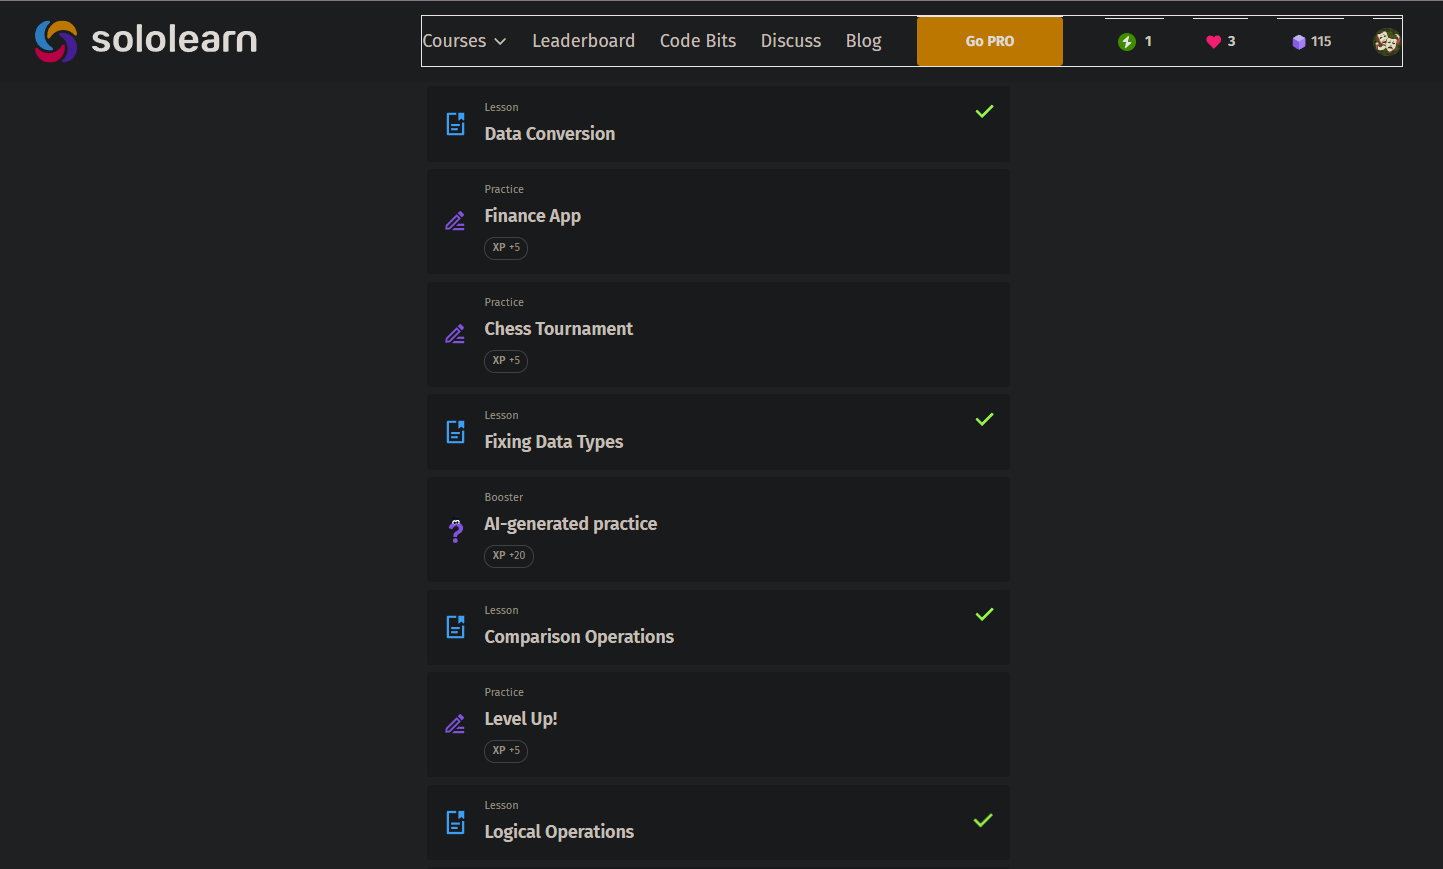 sololearn
Courses Leaderboard Code Bits Discuss Blog Go PRO 1 3 115
Lesson
Data Conversion
Practice
Finance App
XP +5
Practice
Chess Tournament
XP +5
Lesson
Fixing Data Types
Booster
AI-generated practice
XP +20
Lesson
Comparison Operations
Practice
Level Up!
XP +5
Lesson
Logical Operations